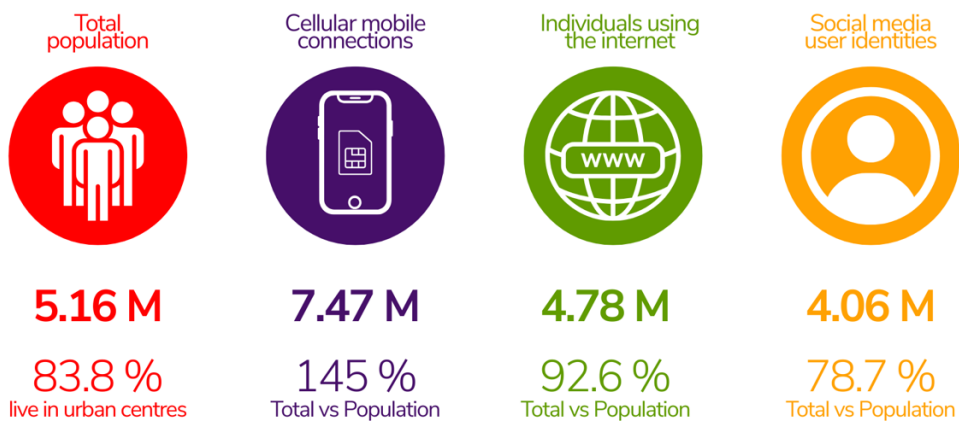 Total
population
Cellular mobile
connections
Individuals using
the internet
Social media
user identities
www
5.16 M
7.47 M
4.78 M
4.06 M
83.8 %
145 %
92.6 %
78.7 %
live in urban centres
Total vs Population
Total vs Population
Total vs Population